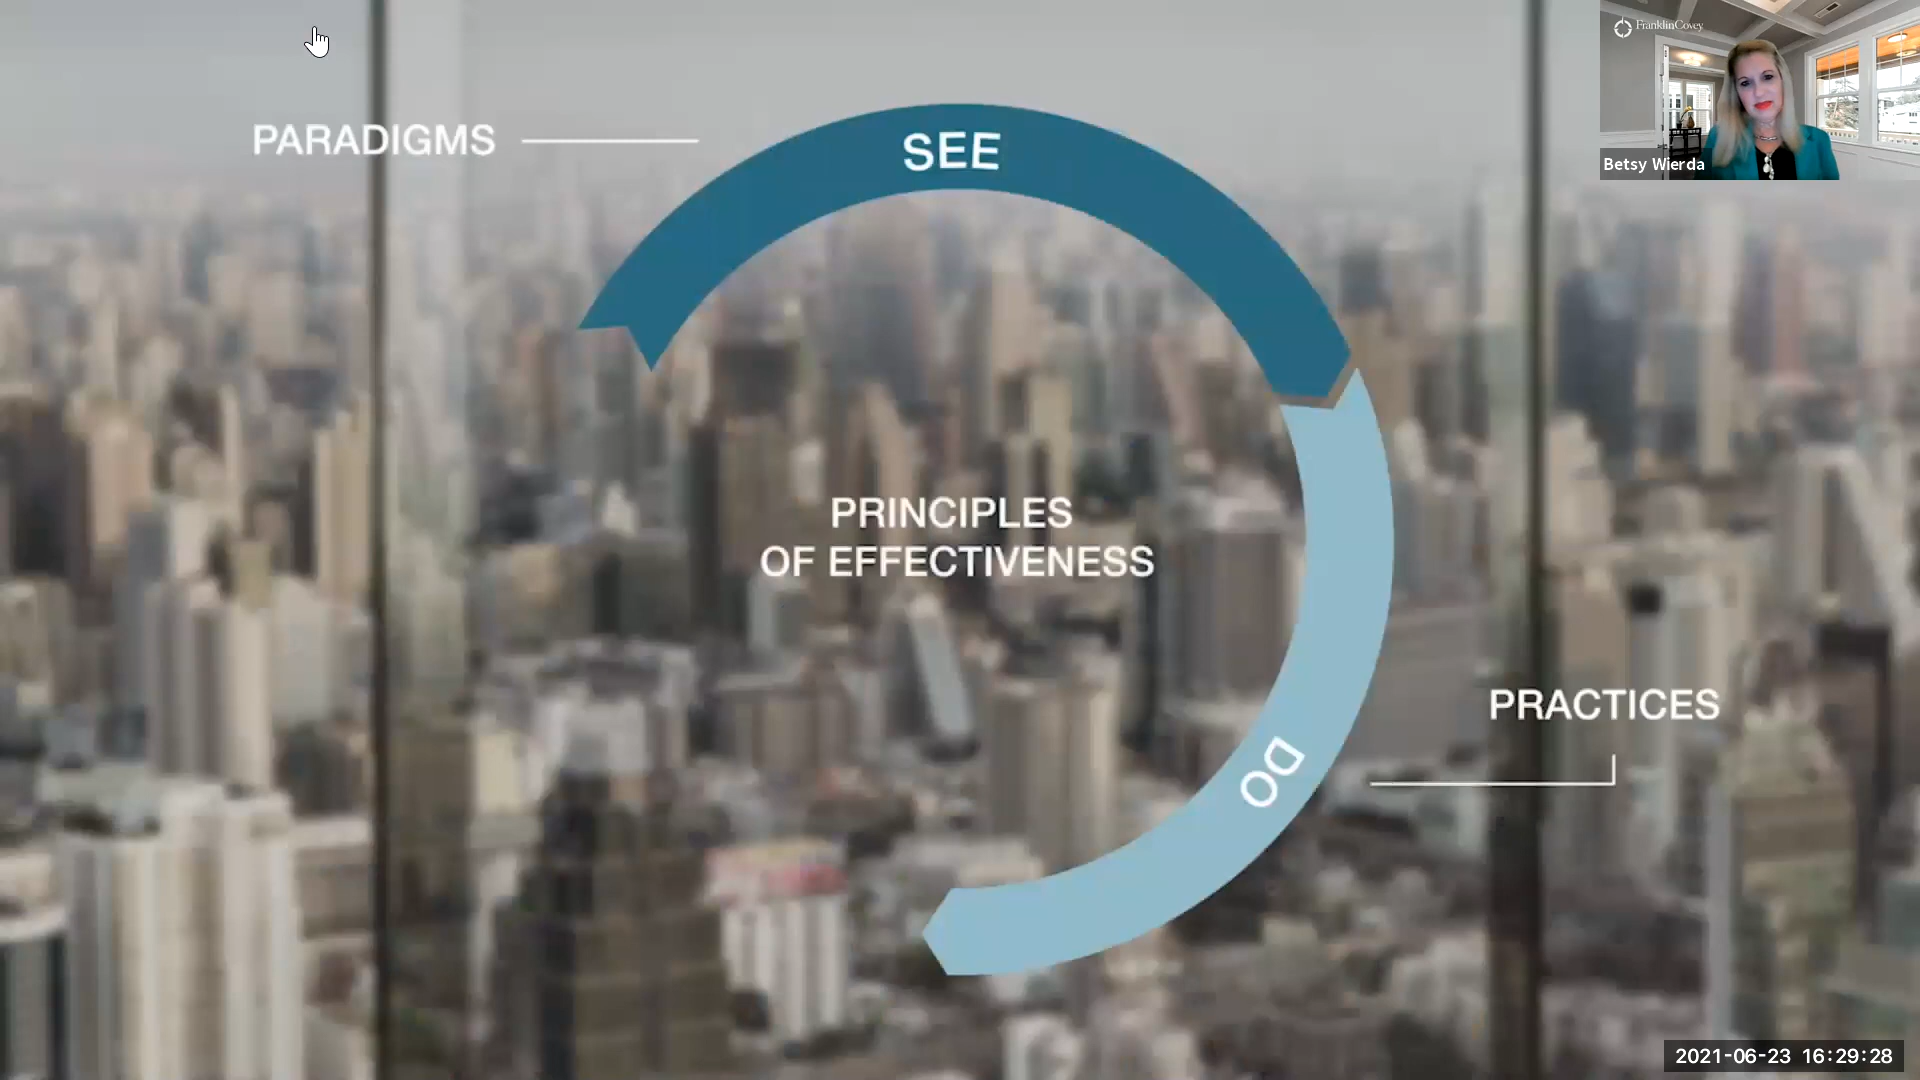 FranklinCovey
PARADIGMS
SEE
Betsy Wierda
PRINCIPLES
OF EFFECTIVENESS
PRACTICES
DO
2021-06-23 16:29:28